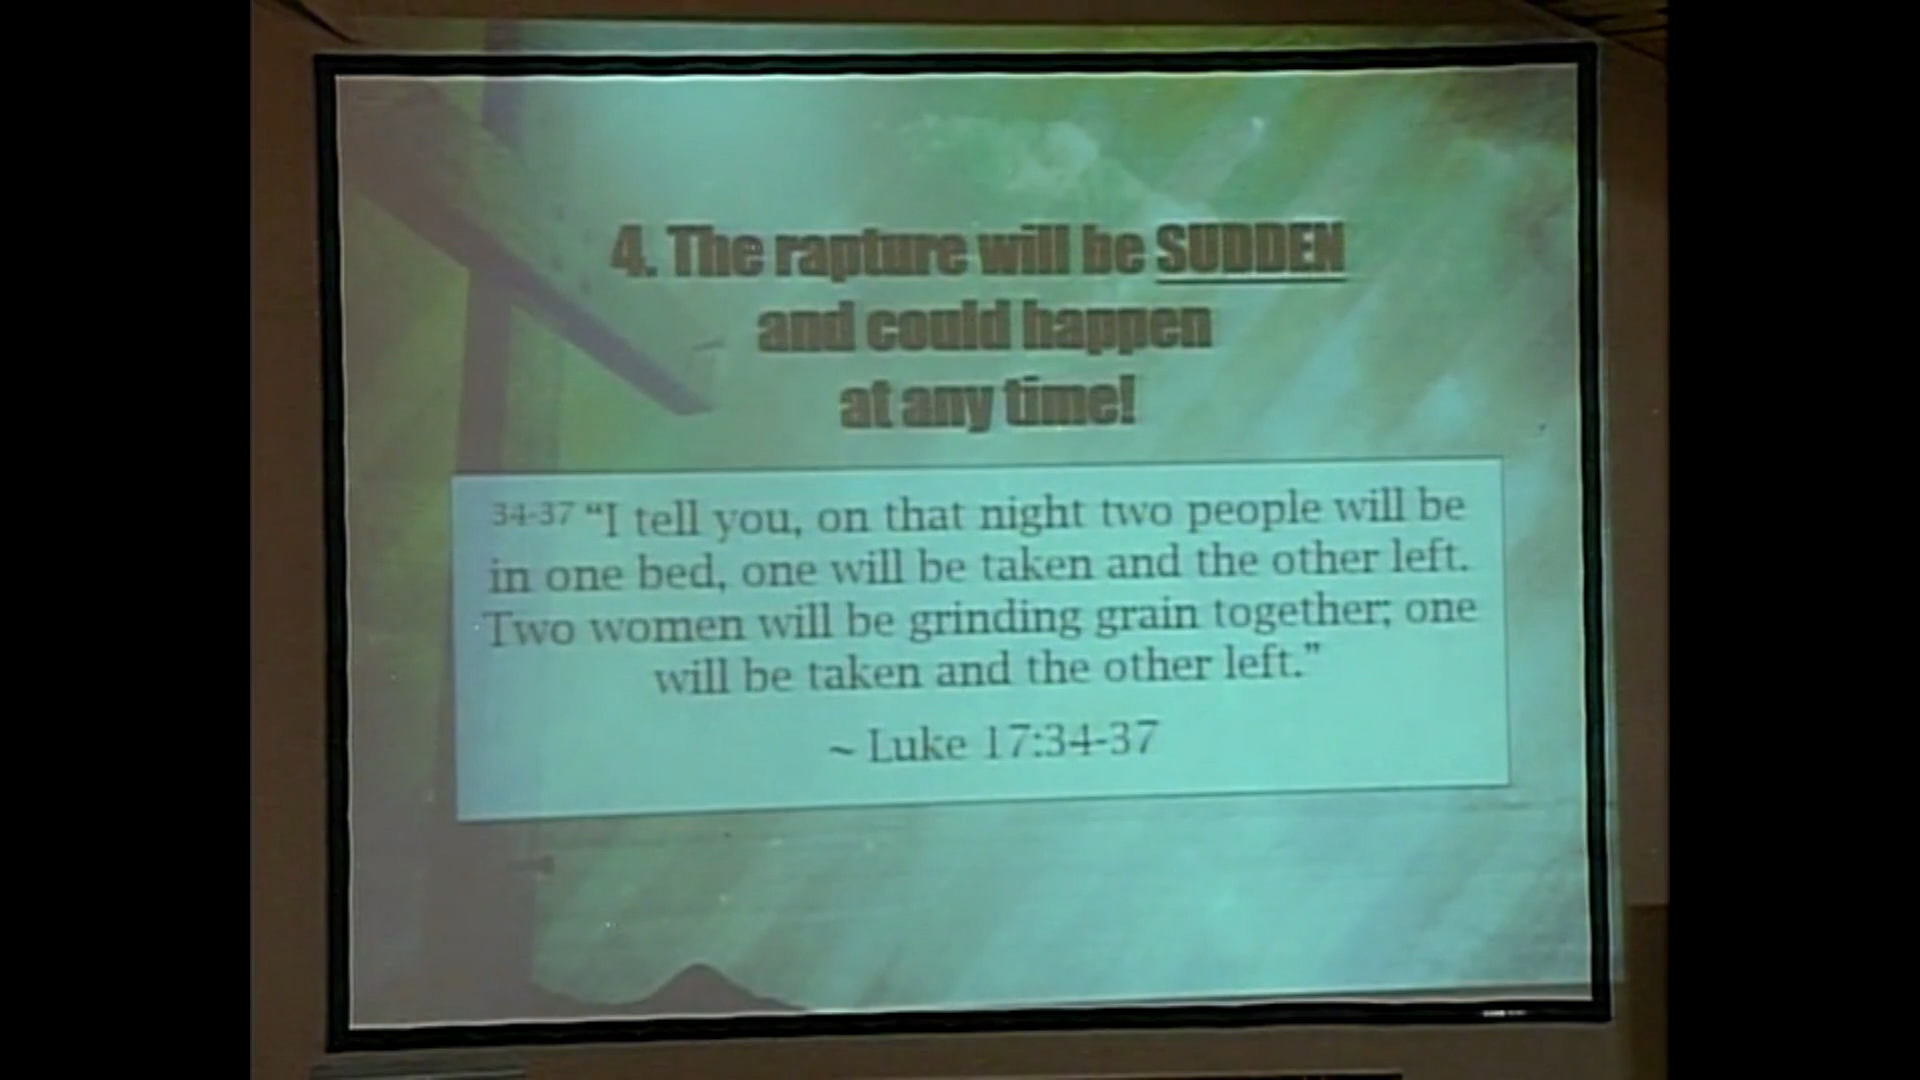 4. The rapture will be SUDDEN
and could happen
at any time!
34-37 “I tell you, on that night two people will be
in one bed, one will be taken and the other left.
Two women will be grinding grain together; one
will be taken and the other left.”
~ Luke 17:34-37